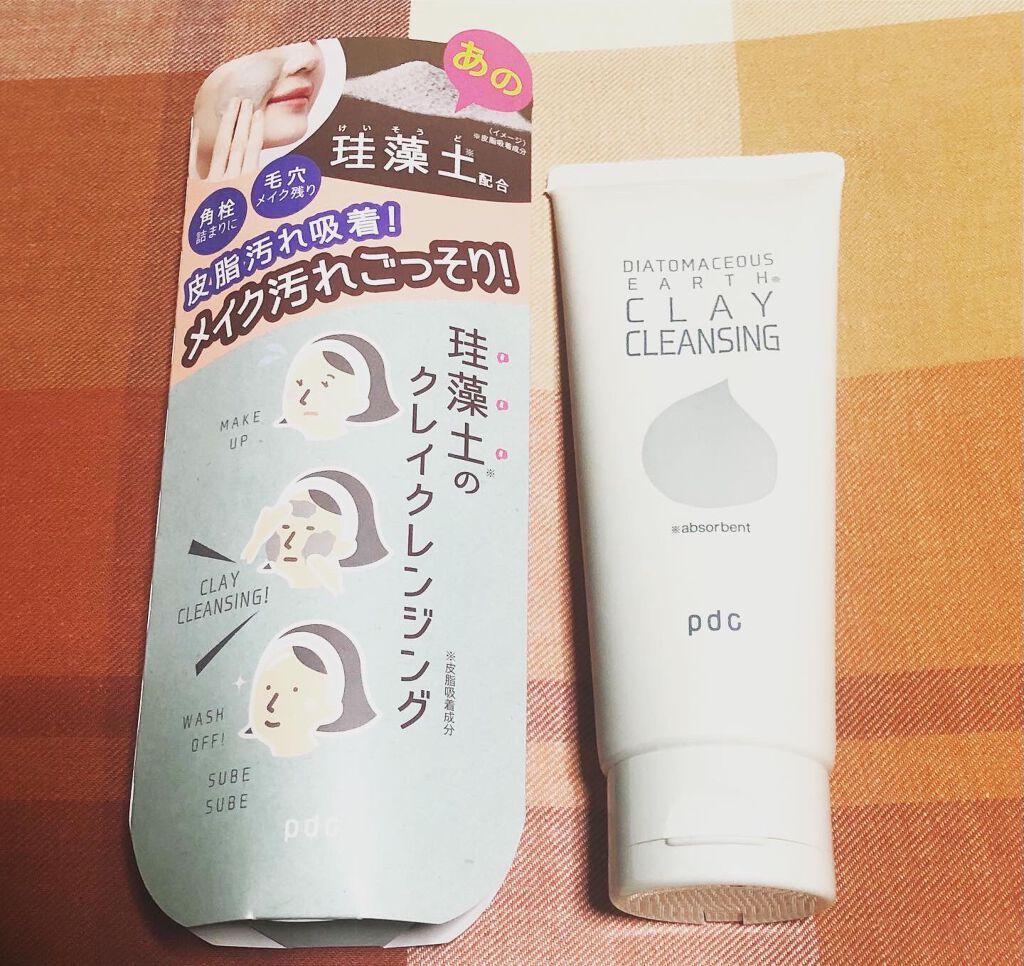 あの
(イメージ)
※皮脂吸着成分
けいそうど
珪藻土※配合
毛穴
メイク残り
角栓
詰まりに
皮脂汚れ吸着!
メイク汚れごっそり!
珪藻土※の
クレイクレンジング
※皮脂吸着成分
MAKE
UP
CLAY
CLEANSING!
WASH
OFF!
SUBE
SUBE
pdc
DIATOMACEOUS
EARTH※
CLAY
CLEANSING
※absorbent
pdc